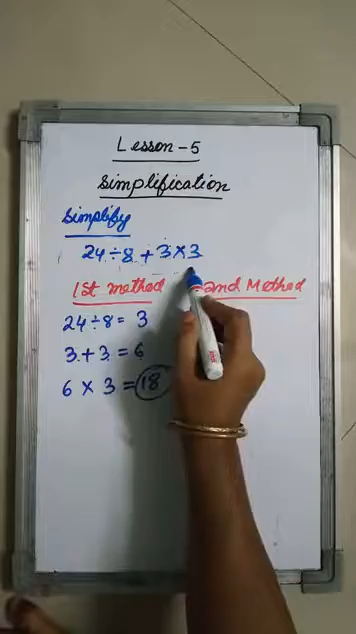 Lesson-5
Simplification
Simplify
24÷8+3×3
1st method and Method
24÷8= 3
3+3=6
6×3=18